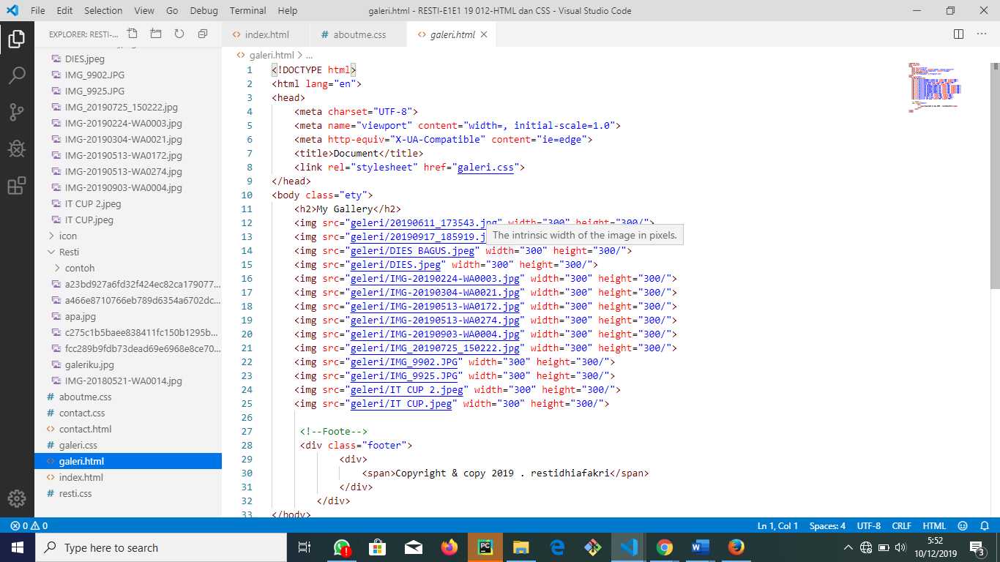 File Edit Selection View Go Debug Terminal Help
galeri.html - RESTI-E1E1 19 012-HTML dan CSS - Visual Studio Code
EXPLORER: RESTI-...
index.html
aboutme.css
galeri.html
DIES.jpeg
IMG_9902.JPG
IMG_9925.JPG
IMG_20190725_150222.jpg
IMG-20190224-WA0003.jpg
IMG-20190304-WA0021.jpg
IMG-20190513-WA0172.jpg
IMG-20190513-WA0274.jpg
IMG-20190903-WA0004.jpg
IT CUP 2.jpeg
IT CUP.jpeg
icon
Resti
contoh
a23bd927a6fd32f424ec82ca179077...
a466e8710766eb789d6354a6702dc...
apa.jpg
c275c1b5baee838411fc150b1295b...
fcc289b9fdb73dead69e6968e8ce70...
galeriku.jpg
IMG-20180521-WA0014.jpg
aboutme.css
contact.css
contact.html
galeri.css
galeri.html
index.html
resti.css
galeri.html > ...
1 <!DOCTYPE html>
2 <html lang="en">
3 <head>
4 <meta charset="UTF-8">
5 <meta name="viewport" content="width=, initial-scale=1.0">
6 <meta http-equiv="X-UA-Compatible" content="ie=edge">
7 <title>Document</title>
8 <link rel="stylesheet" href="galeri.css">
9 </head>
10 <body class="ety">
11 <h2>My Gallery</h2>
12 <img src="geleri/20190611_173543.jpg" width="300" height="300/">
13 <img src="geleri/20190917_185919.j
The intrinsic width of the image in pixels.
14 <img src="geleri/DIES BAGUS.jpeg" width="300" height="300/">
15 <img src="geleri/DIES.jpeg" width="300" height="300/">
16 <img src="geleri/IMG-20190224-WA0003.jpg" width="300" height="300/">
17 <img src="geleri/IMG-20190304-WA0021.jpg" width="300" height="300/">
18 <img src="geleri/IMG-20190513-WA0172.jpg" width="300" height="300/">
19 <img src="geleri/IMG-20190513-WA0274.jpg" width="300" height="300/">
20 <img src="geleri/IMG-20190903-WA0004.jpg" width="300" height="300/">
21 <img src="geleri/IMG_20190725_150222.jpg" width="300" height="300/">
22 <img src="geleri/IMG_9902.JPG" width="300" height="300/">
23 <img src="geleri/IMG_9925.JPG" width="300" height="300/">
24 <img src="geleri/IT CUP 2.jpeg" width="300" height="300/">
25 <img src="geleri/IT CUP.jpeg" width="300" height="300/">
26
27 <!--Foote-->
28 <div class="footer">
29 <div>
30 <span>Copyright & copy 2019 . restidhiafakri</span>
31 </div>
32 </div>
33 </body>
0 0
Ln 1, Col 1 Spaces: 4 UTF-8 CRLF HTML
Type here to search
PC
5:52
10/12/2019
3